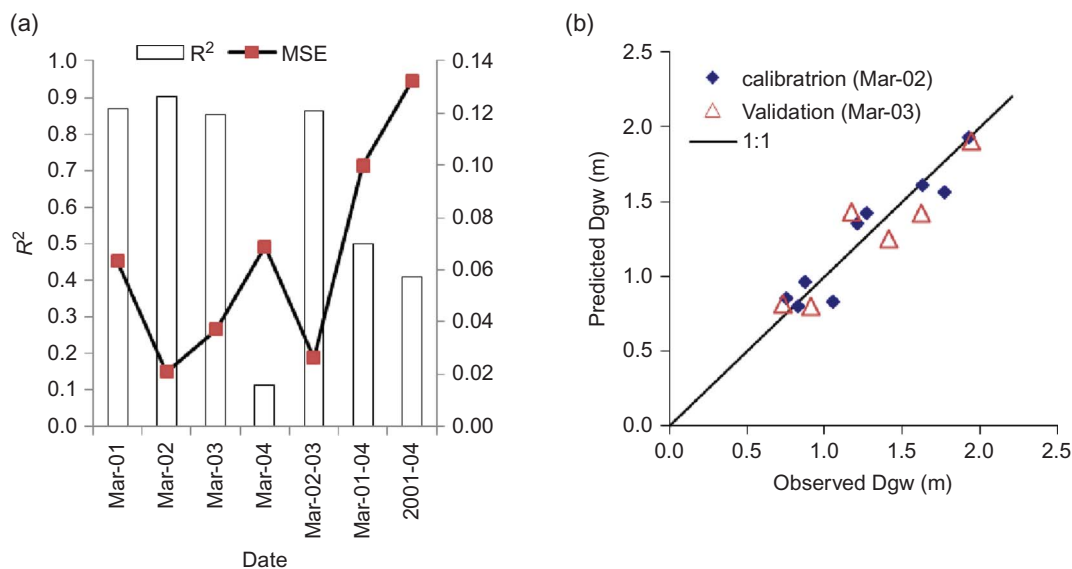 (a)
R² MSE
1.0
0.9
0.8
0.7
0.6
0.5
0.4
0.3
0.2
0.1
0.0
R²
0.14
0.12
0.10
0.08
0.06
0.04
0.02
0.00
Mar-01
Mar-02
Mar-03
Mar-04
Mar-02-03
Mar-01-04
2001-04
Date
(b)
2.5
2.0
1.5
1.0
0.5
0.0
Predicted Dgw (m)
calibratrion (Mar-02)
Validation (Mar-03)
1:1
0.0 0.5 1.0 1.5 2.0 2.5
Observed Dgw (m)